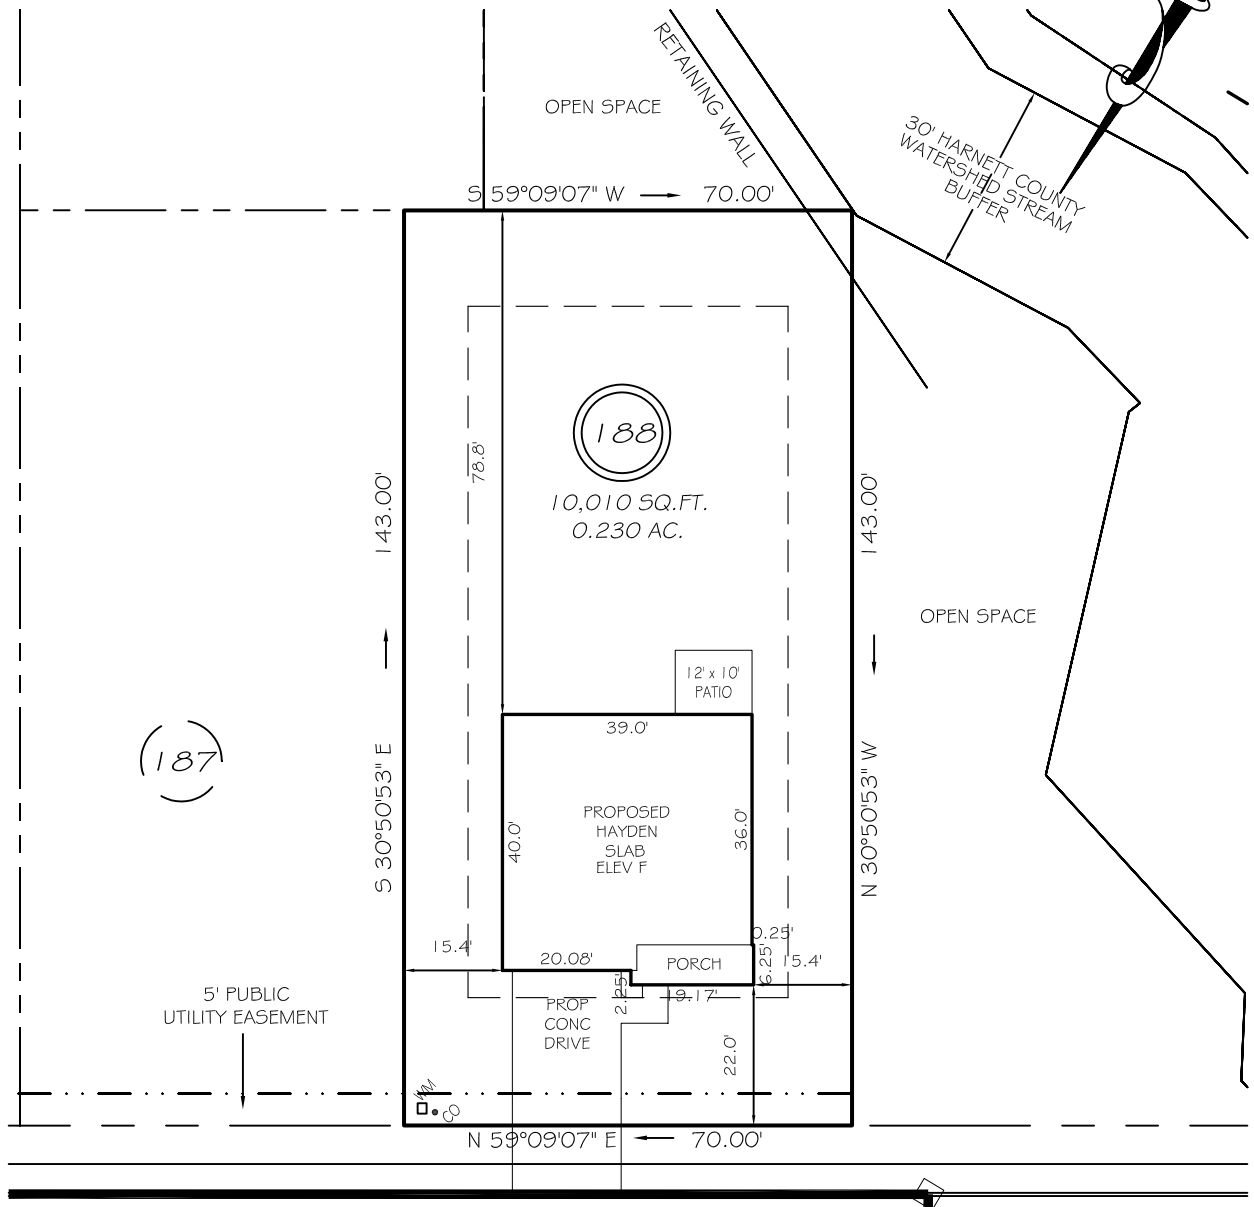 OPEN SPACE
RETAINING WALL
30' HARNETT COUNTY
WATERSHED STREAM
BUFFER
S 59°09'07" W 70.00'
188
10,010 SQ.FT.
0.230 AC.
78.8'
143.00'
143.00'
OPEN SPACE
12' x 10'
PATIO
39.0'
187
S 30°50'53" E
N 30°50'53" W
PROPOSED
HAYDEN
SLAB
ELEV F
40.0'
36.0'
0.25'
15.4'
20.08'
PORCH
6.25'
15.4'
2.25'
19.17'
5' PUBLIC
UTILITY EASEMENT
PROP
CONC
DRIVE
22.0'
WM
CO
N 59°09'07" E 70.00'